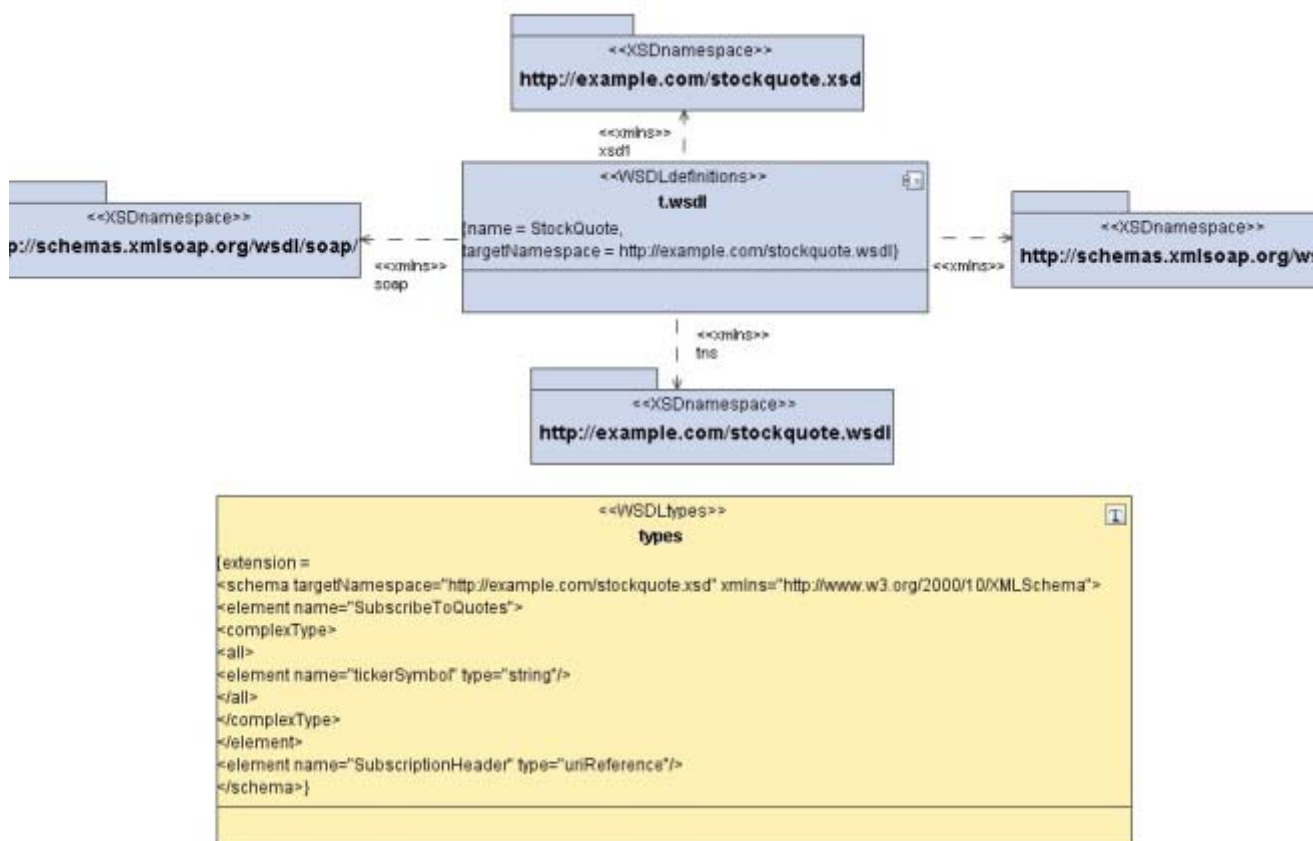 <<XSDnamespace>>
http://example.com/stockquote.xsd
<<xmlns>>
xsd1
<<WSDLdefinitions>>
t.wsdl
{name = StockQuote,
targetNamespace = http://example.com/stockquote.wsdl}
<<XSDnamespace>>
p://schemas.xmlsoap.org/wsdl/soap/
<<xmlns>>
soap
<<XSDnamespace>>
http://schemas.xmlsoap.org/ws
<<xmlns>>
<<xmlns>>
tns
<<XSDnamespace>>
http://example.com/stockquote.wsdl
<<WSDLtypes>>
types
{extension =
<schema targetNamespace="http://example.com/stockquote.xsd" xmlns="http://www.w3.org/2000/10/XMLSchema">
<element name="SubscribeToQuotes">
<complexType>
<all>
<element name="tickerSymbol" type="string"/>
</all>
</complexType>
</element>
<element name="SubscriptionHeader" type="uriReference"/>
</schema>}